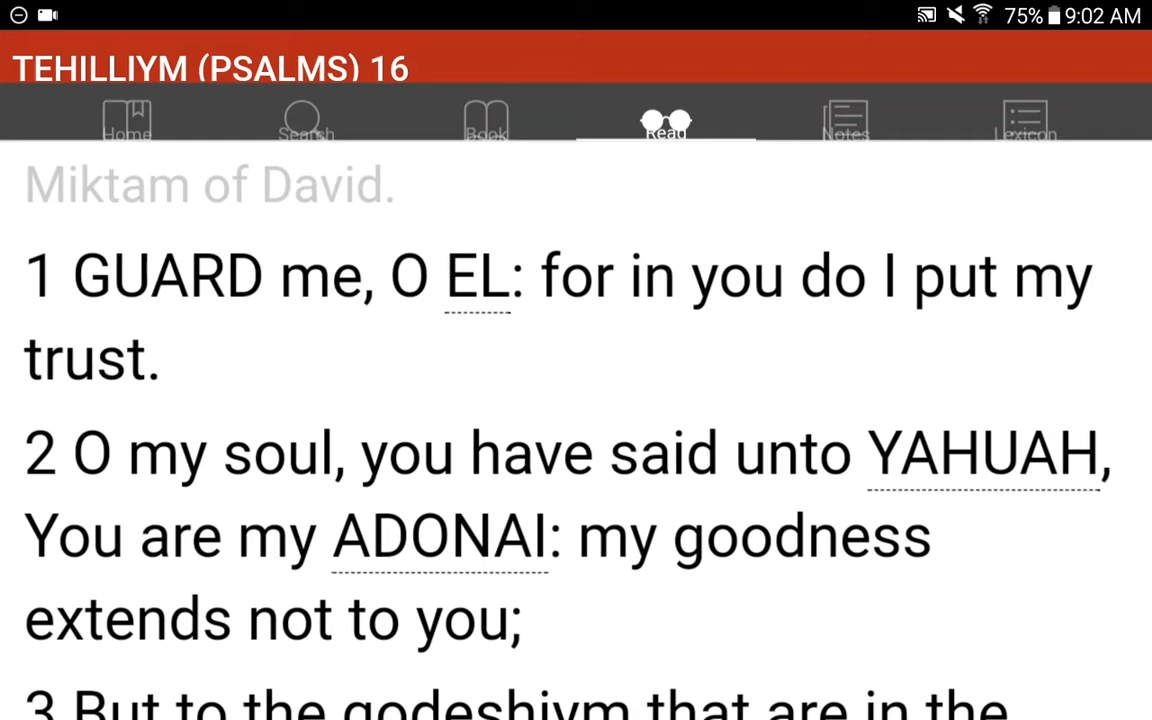 75% 9:02 AM
TEHILLIYM (PSALMS) 16
Home Search Book Read Notes Lexicon
Miktam of David.
1 GUARD me, O EL: for in you do I put my
trust.
2 O my soul, you have said unto YAHUAH,
You are my ADONAI: my goodness
extends not to you;
3 But to the qodeshiym that are in the